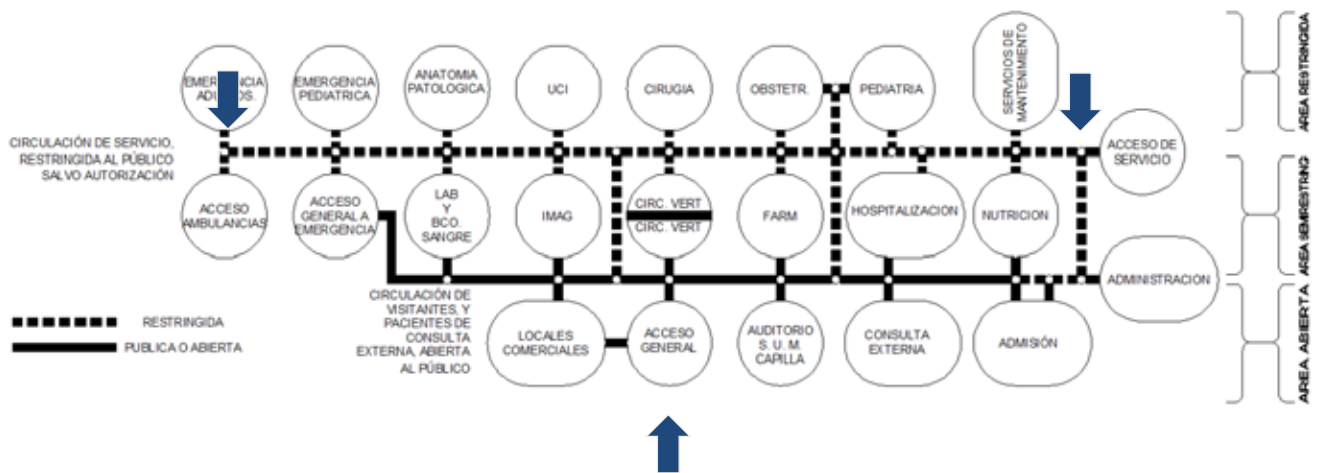 EMERGENCIA
ADULTOS.
EMERGENCIA
PEDIATRICA
ANATOMIA
PATOLOGICA
UCI
CIRUGIA
OBSTETR.
PEDIATRIA
SERVICIOS DE
MANTENIMIENTO
AREA RESTRINGIDA
CIRCULACIÓN DE SERVICIO,
RESTRINGIDA AL PÚBLICO
SALVO AUTORIZACIÓN
ACCESO DE
SERVICIO
ACCESO
AMBULANCIAS
ACCESO
GENERAL A
EMERGENCIA
LAB
Y
BCO.
SANGRE
IMAG
CIRC. VERT
CIRC. VERT
FARM
HOSPITALIZACION
NUTRICION
AREA SEMIRESTRING
ADMINISTRACION
CIRCULACIÓN DE
VISITANTES, Y
PACIENTES DE
CONSULTA
EXTERNA, ABIERTA
AL PÚBLICO
RESTRINGIDA
PUBLICA O ABIERTA
LOCALES
COMERCIALES
ACCESO
GENERAL
AUDITORIO
S. U. M.
CAPILLA
CONSULTA
EXTERNA
ADMISIÓN
AREA ABIERTA